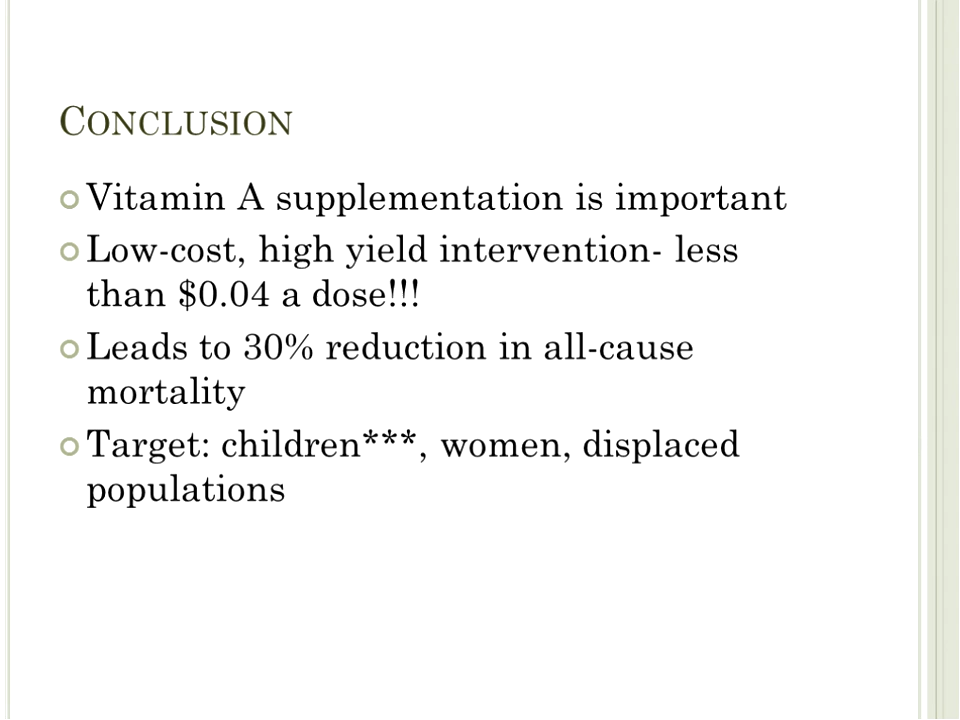 CONCLUSION
Vitamin A supplementation is important
Low-cost, high yield intervention- less
than $0.04 a dose!!!
Leads to 30% reduction in all-cause
mortality
Target: children***, women, displaced
populations